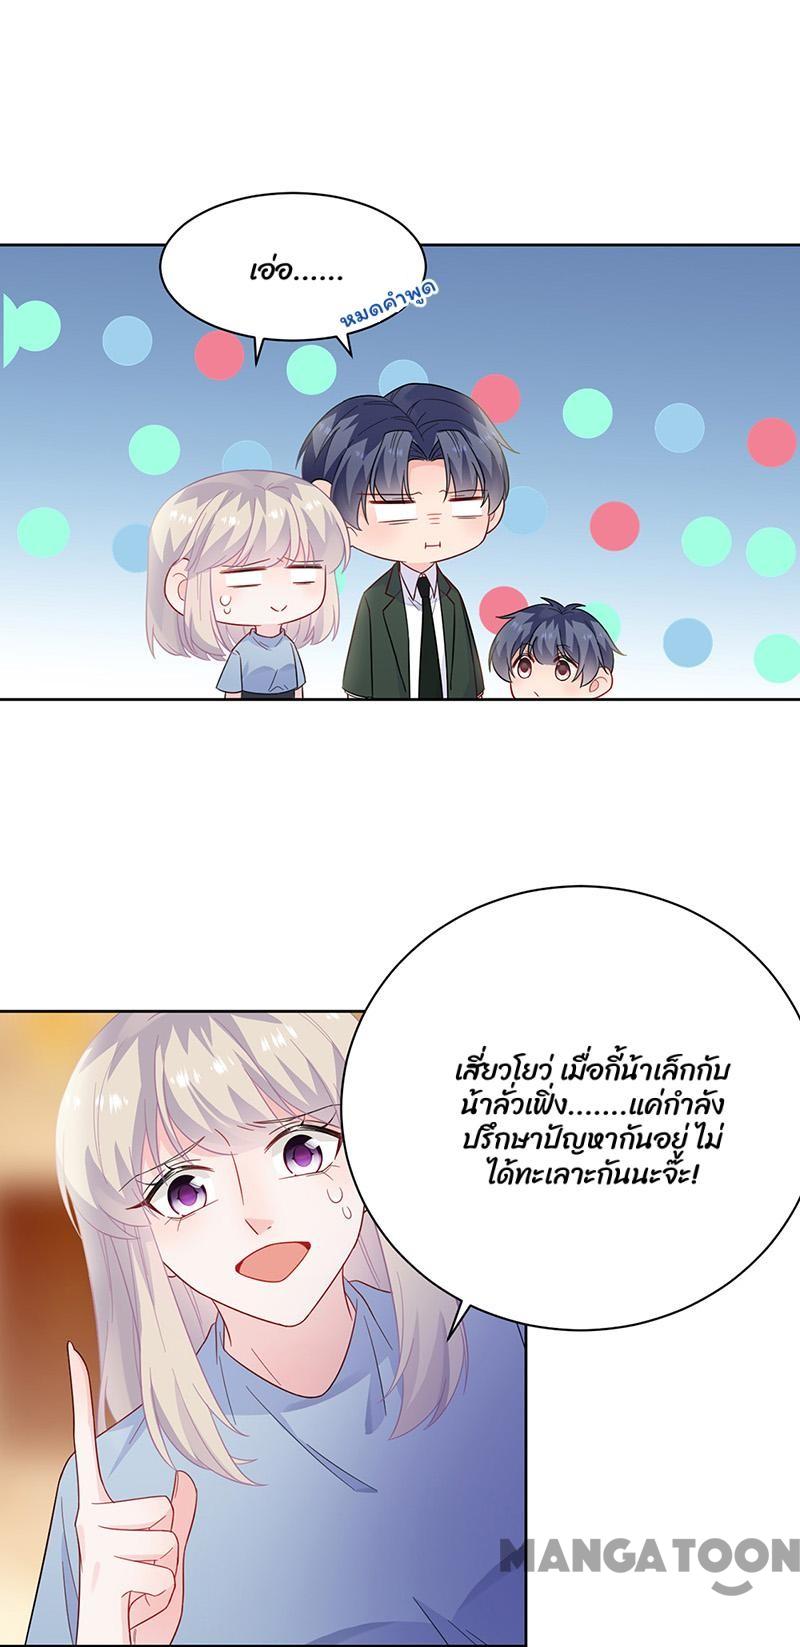 เอ่อ......
หมดคำพูด
เสี่ยวโยว่ เมื่อกี้น้าเล็กกับ
น้าลั่วเฟิ่ง.......แค่กำลัง
ปรึกษาปัญหากันอยู่ ไม่
ได้ทะเลาะกันนะจ๊ะ!
MANGATOON